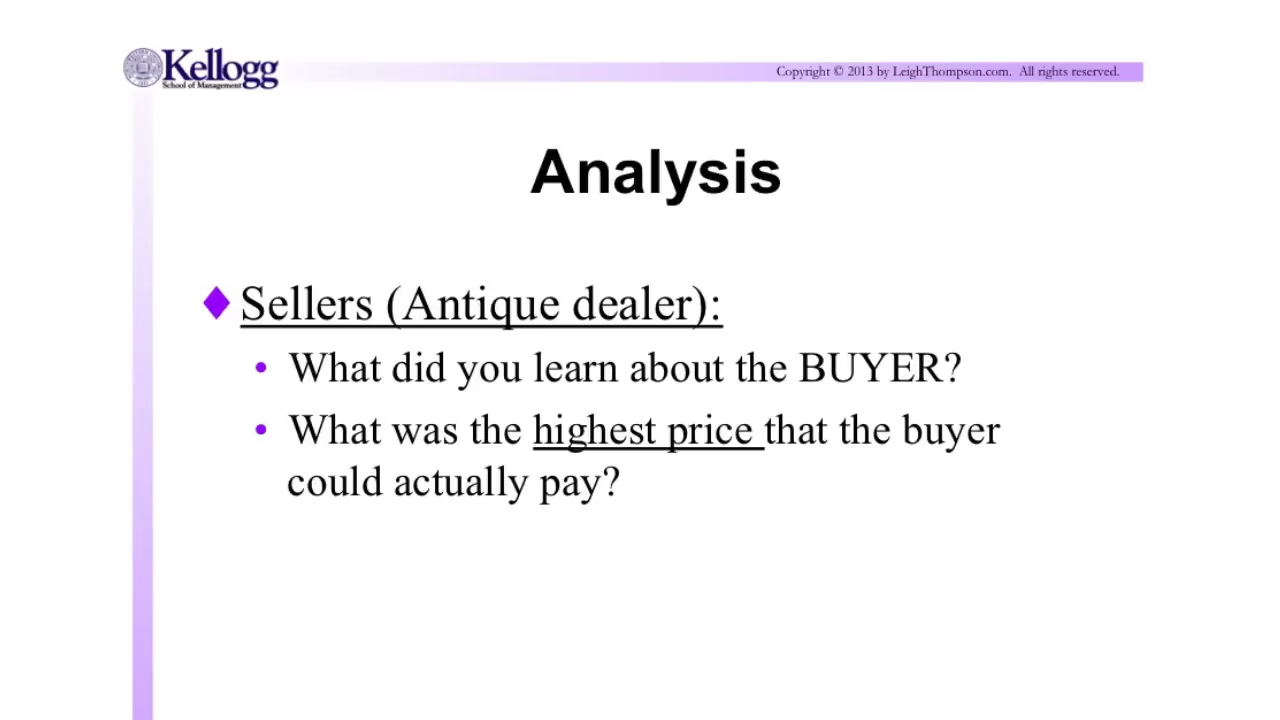 Kellogg
School of Management
Copyright © 2013 by LeighThompson.com. All rights reserved.
Analysis
Sellers (Antique dealer):
• What did you learn about the BUYER?
• What was the highest price that the buyer
could actually pay?